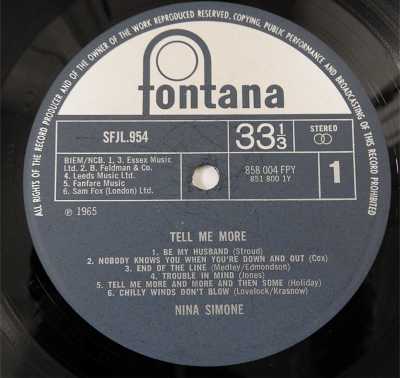 ALL RIGHTS OF THE RECORD PRODUCER AND OF THE OWNER OF THE WORK REPRODUCED RESERVED. COPYING, PUBLIC PERFORMANCE AND BROADCASTING OF THIS RECORD PROHIBITED
fontana
SFJL.954
33⅓
STEREO
BIEM/NCB. 1, 3. Essex Music
Ltd. 2. B. Feldman & Co.
4. Leeds Music Ltd.
5. Fanfare Music
6. Sam Fox (London) Ltd.
858 004 FPY
851 800 1Y
1
℗ 1965
TELL ME MORE
1. BE MY HUSBAND (Stroud)
2. NOBODY KNOWS YOU WHEN YOU'RE DOWN AND OUT (Cox)
3. END OF THE LINE (Medley/Edmondson)
4. TROUBLE IN MIND (Jones)
5. TELL ME MORE AND MORE AND THEN SOME (Holiday)
6. CHILLY WINDS DON'T BLOW (Lovelock/Krasnow)
NINA SIMONE